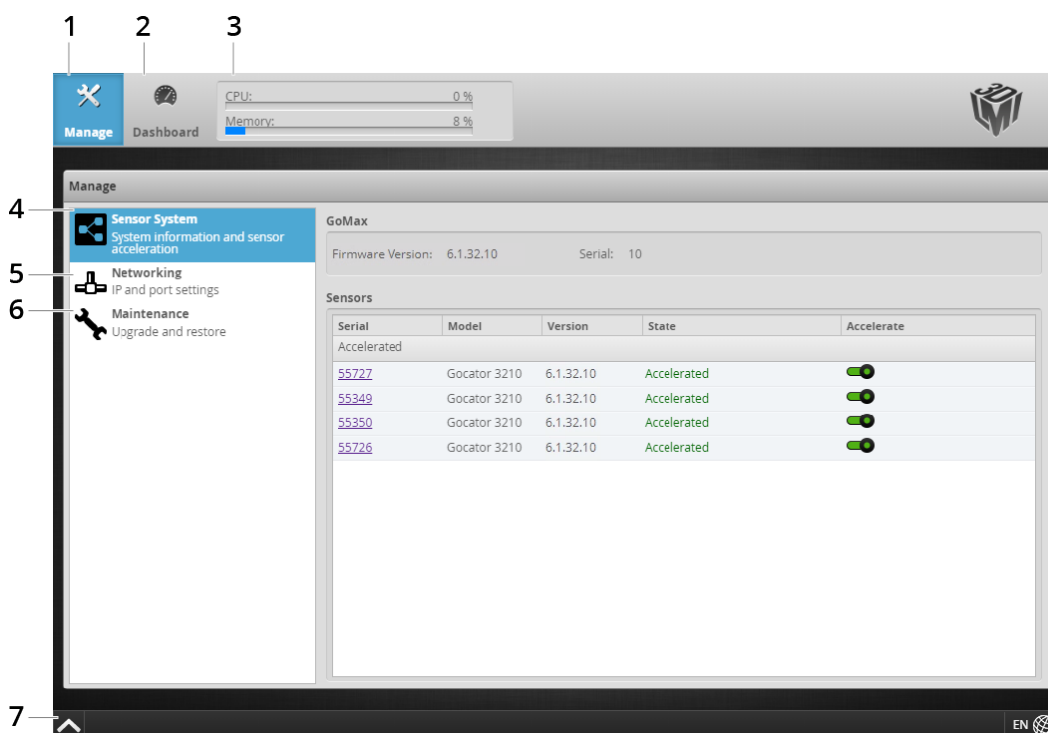 1 2 3
CPU: 0 %
Memory: 8 %
Manage Dashboard
3D
LMI
Manage
4
Sensor System
System information and sensor
acceleration
5
Networking
IP and port settings
6
Maintenance
Upgrade and restore
GoMax
Firmware Version: 6.1.32.10 Serial: 10
Sensors
Serial Model Version State Accelerate
Accelerated
55727 Gocator 3210 6.1.32.10 Accelerated
55349 Gocator 3210 6.1.32.10 Accelerated
55350 Gocator 3210 6.1.32.10 Accelerated
55726 Gocator 3210 6.1.32.10 Accelerated
7
EN